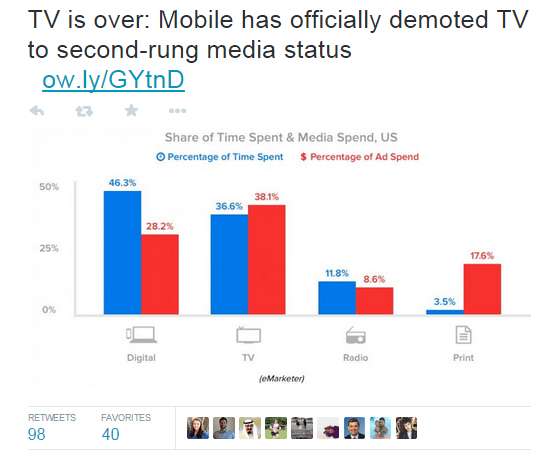 TV is over: Mobile has officially demoted TV
to second-rung media status
ow.ly/GYtnD
Share of Time Spent & Media Spend, US
Percentage of Time Spent $ Percentage of Ad Spend
50%
25%
0%
46.3%
28.2%
36.6%
38.1%
11.8%
8.6%
3.5%
17.6%
Digital TV Radio Print
(eMarketer)
RETWEETS FAVORITES
98 40